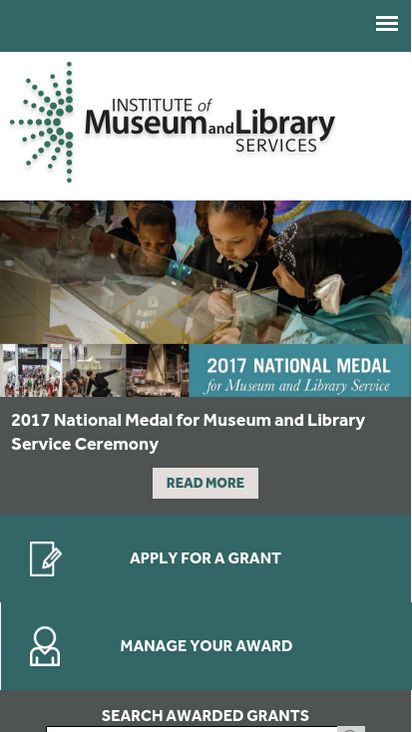 INSTITUTE of
Museum and Library
SERVICES
2017 NATIONAL MEDAL
for Museum and Library Service
2017 National Medal for Museum and Library
Service Ceremony
READ MORE
APPLY FOR A GRANT
MANAGE YOUR AWARD
SEARCH AWARDED GRANTS